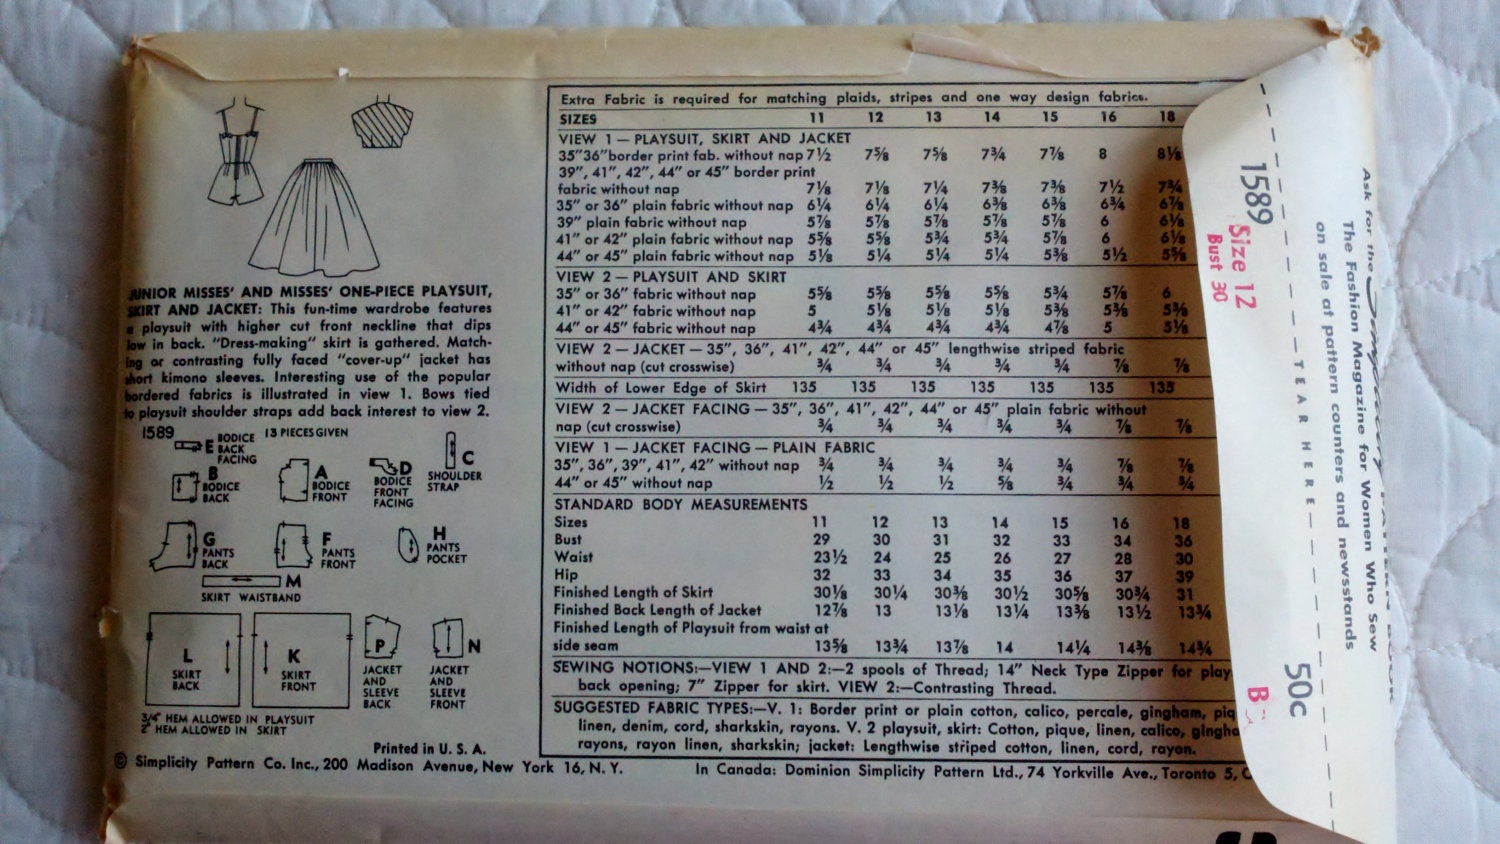 JUNIOR MISSES' AND MISSES' ONE-PIECE PLAYSUIT,
SKIRT AND JACKET: This fun-time wardrobe features
a playsuit with higher cut front neckline that dips
low in back. "Dress-making" skirt is gathered. Match-
ing or contrasting fully faced "cover-up" jacket has
short kimono sleeves. Interesting use of the popular
bordered fabrics is illustrated in view 1. Bows tied
to playsuit shoulder straps add back interest to view 2.
1589 13 PIECES GIVEN
E BODICE BACK FACING
C SHOULDER STRAP
B BODICE BACK
A BODICE FRONT
D BODICE FRONT FACING
G PANTS BACK
F PANTS FRONT
H PANTS POCKET
M SKIRT WAISTBAND
L SKIRT BACK
K SKIRT FRONT
P JACKET AND SLEEVE BACK
N JACKET AND SLEEVE FRONT
3/4" HEM ALLOWED IN PLAYSUIT
2" HEM ALLOWED IN SKIRT
Printed in U. S. A.
© Simplicity Pattern Co. Inc., 200 Madison Avenue, New York 16, N. Y.
In Canada: Dominion Simplicity Pattern Ltd., 74 Yorkville Ave., Toronto 5, C
Extra Fabric is required for matching plaids, stripes and one way design fabrics.
SIZES 11 12 13 14 15 16 18
VIEW 1 — PLAYSUIT, SKIRT AND JACKET
35"36"border print fab. without nap 7½ 7⅝ 7⅝ 7¾ 7⅞ 8 8⅛
39", 41", 42", 44" or 45" border print
fabric without nap 7⅛ 7⅛ 7¼ 7⅜ 7⅜ 7½ 7¾
35" or 36" plain fabric without nap 6¼ 6¼ 6¼ 6⅜ 6⅜ 6¾ 6⅞
39" plain fabric without nap 5⅞ 5⅞ 5⅞ 5⅞ 5⅞ 6 6⅛
41" or 42" plain fabric without nap 5⅝ 5⅝ 5¾ 5¾ 5⅞ 6 6⅛
44" or 45" plain fabric without nap 5⅛ 5¼ 5¼ 5¼ 5⅜ 5½ 5⅝
VIEW 2 — PLAYSUIT AND SKIRT
35" or 36" fabric without nap 5⅝ 5⅝ 5⅝ 5⅝ 5¾ 5⅞ 6
41" or 42" fabric without nap 5 5⅛ 5⅛ 5⅛ 5⅜ 5⅜ 5⅜
44" or 45" fabric without nap 4¾ 4¾ 4¾ 4¾ 4⅞ 5 5⅛
VIEW 2 — JACKET — 35", 36", 41", 42", 44" or 45" lengthwise striped fabric
without nap (cut crosswise) ¾ ¾ ¾ ¾ ¾ ⅞ ⅞
Width of Lower Edge of Skirt 135 135 135 135 135 135 135
VIEW 2 — JACKET FACING — 35", 36", 41", 42", 44" or 45" plain fabric without
nap (cut crosswise) ¾ ¾ ¾ ¾ ¾ ⅞ ⅞
VIEW 1 — JACKET FACING — PLAIN FABRIC
35", 36", 39", 41", 42" without nap ¾ ¾ ¾ ¾ ¾ ⅞ ⅞
44" or 45" without nap ½ ½ ½ ⅝ ¾ ¾ ¾
STANDARD BODY MEASUREMENTS
Sizes 11 12 13 14 15 16 18
Bust 29 30 31 32 33 34 36
Waist 23½ 24 25 26 27 28 30
Hip 32 33 34 35 36 37 39
Finished Length of Skirt 30⅛ 30¼ 30⅜ 30½ 30⅝ 30¾ 31
Finished Back Length of Jacket 12⅞ 13 13⅛ 13¼ 13⅜ 13½ 13¾
Finished Length of Playsuit from waist at
side seam 13⅝ 13¾ 13⅞ 14 14¼ 14⅜ 14¾
SEWING NOTIONS:—VIEW 1 AND 2:—2 spools of Thread; 14" Neck Type Zipper for play
back opening; 7" Zipper for skirt. VIEW 2:—Contrasting Thread.
SUGGESTED FABRIC TYPES:—V. 1: Border print or plain cotton, calico, percale, gingham, piq
linen, denim, cord, sharkskin, rayons. V. 2 playsuit, skirt: Cotton, pique, linen, calico, gingha
rayons, rayon linen, sharkskin; jacket: Lengthwise striped cotton, linen, cord, rayon.
Ask for the Simplicity PATTERN BOOK
The Fashion Magazine for Women Who Sew
on sale at pattern counters and newsstands
TEAR HERE
1589 50c
Size 12
Bust 30